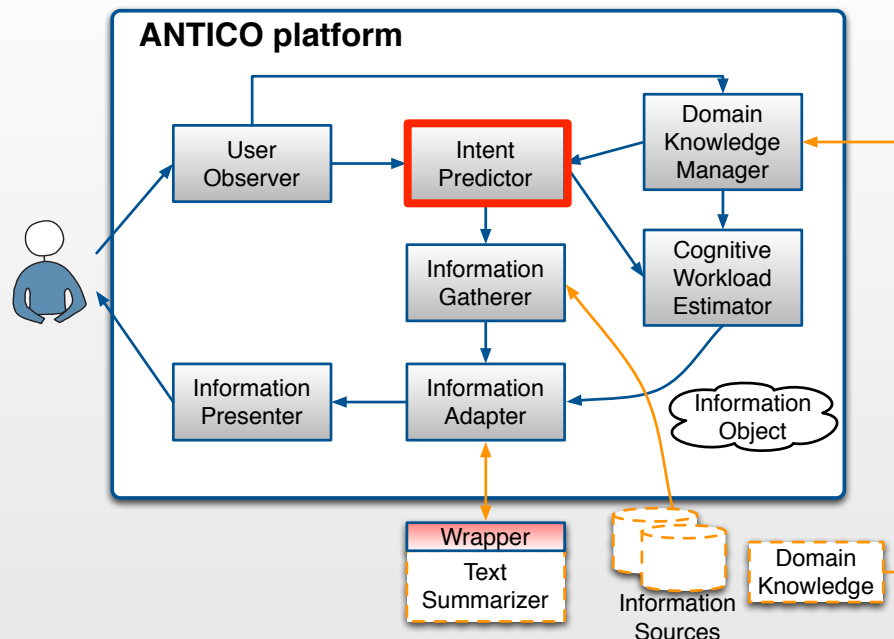 ANTICO platform
User
Observer
Intent
Predictor
Domain
Knowledge
Manager
Information
Gatherer
Cognitive
Workload
Estimator
Information
Presenter
Information
Adapter
Information
Object
Wrapper
Text
Summarizer
Information
Sources
Domain
Knowledge